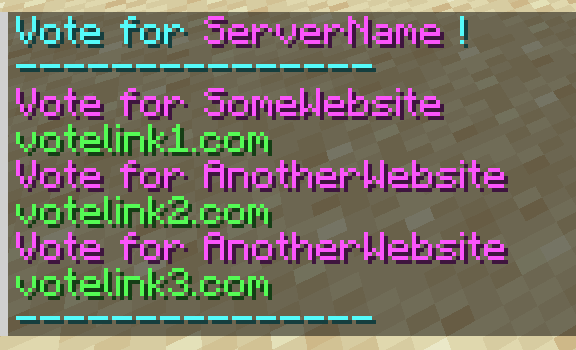 Vote for ServerName !
---------------
Vote for SomeWebsite
votelink1.com
Vote for AnotherWebsite
votelink2.com
Vote for AnotherWebsite
votelink3.com
---------------